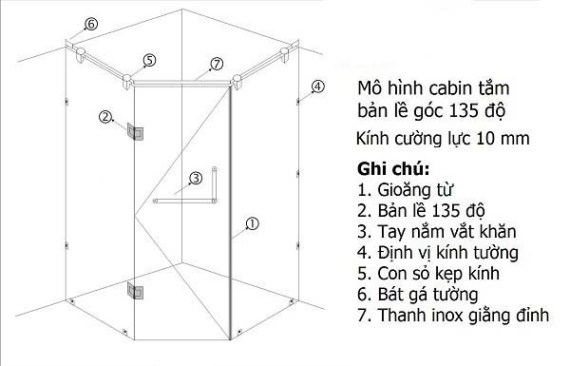 6
5
7
4
2
3
1
Mô hình cabin tắm
bản lề góc 135 độ
Kính cường lực 10 mm
Ghi chú:
1. Gioăng từ
2. Bản lề 135 độ
3. Tay nắm vắt khăn
4. Định vị kính tường
5. Con sỏ kẹp kính
6. Bát gá tường
7. Thanh inox giằng đỉnh